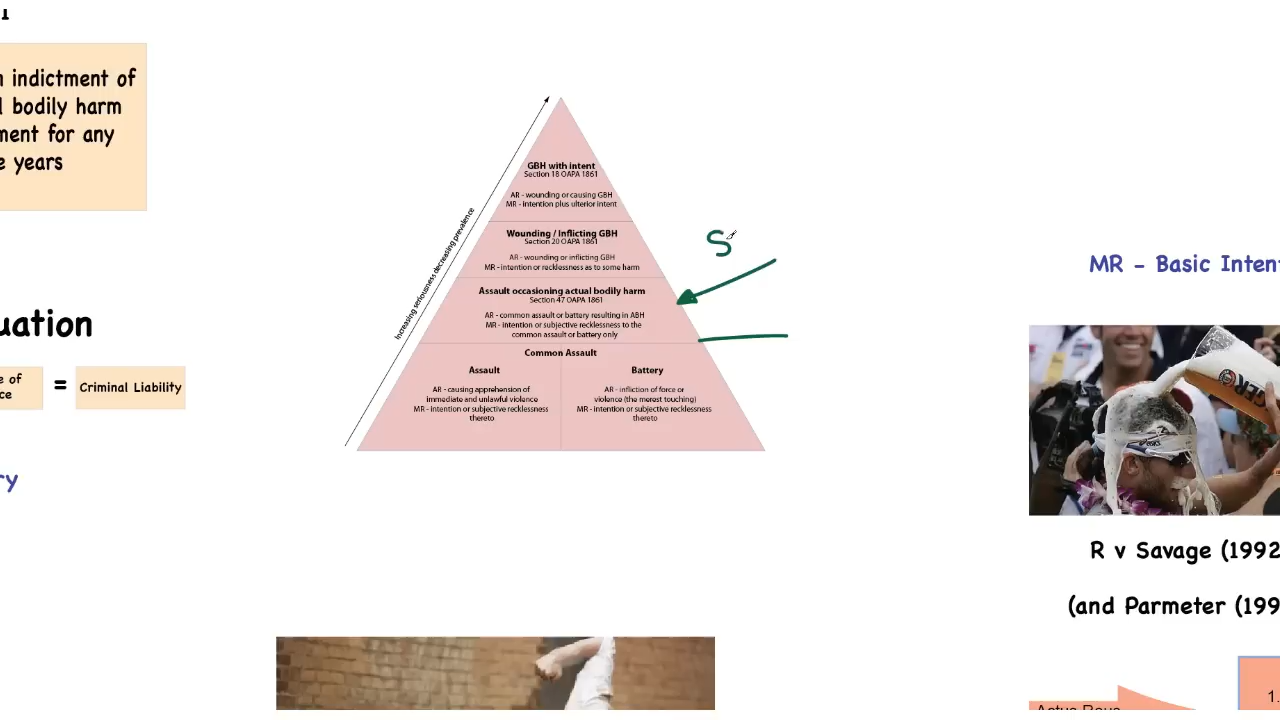 n indictment of
l bodily harm
ment for any
e years
uation
e of
ce
=
Criminal Liability
ry
Increasing seriousness decreasing prevalence
GBH with intent
Section 18 OAPA 1861
AR - wounding or causing GBH
MR - intention plus ulterior intent
Wounding / Inflicting GBH
Section 20 OAPA 1861
AR - wounding or inflicting GBH
MR - intention or recklessness as to some harm
Assault occasioning actual bodily harm
Section 47 OAPA 1861
AR - common assault or battery resulting in ABH
MR - intention or subjective recklessness to the
common assault or battery only
Common Assault
Assault
AR - causing apprehension of
immediate and unlawful violence
MR - intention or subjective recklessness
thereto
Battery
AR - infliction of force or
violence (the merest touching)
MR - intention or subjective recklessness
thereto
S
MR - Basic Inten
R v Savage (1992
(and Parmeter (199
Actus Reus
1.